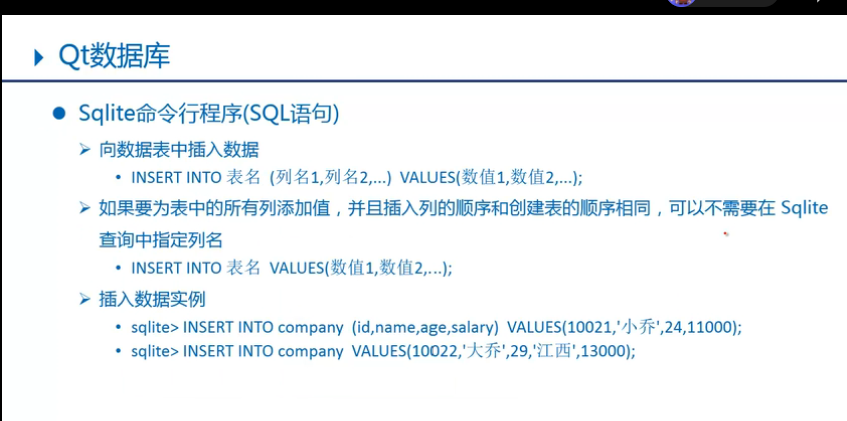 Qt数据库
Sqlite命令行程序(SQL语句)
向数据表中插入数据
INSERT INTO 表名 (列名1,列名2,...) VALUES(数值1,数值2,...);
如果要为表中的所有列添加值，并且插入列的顺序和创建表的顺序相同，可以不需要在 Sqlite
查询中指定列名
INSERT INTO 表名 VALUES(数值1,数值2,...);
插入数据实例
sqlite> INSERT INTO company (id,name,age,salary) VALUES(10021,'小乔',24,11000);
sqlite> INSERT INTO company VALUES(10022,'大乔',29,'江西',13000);